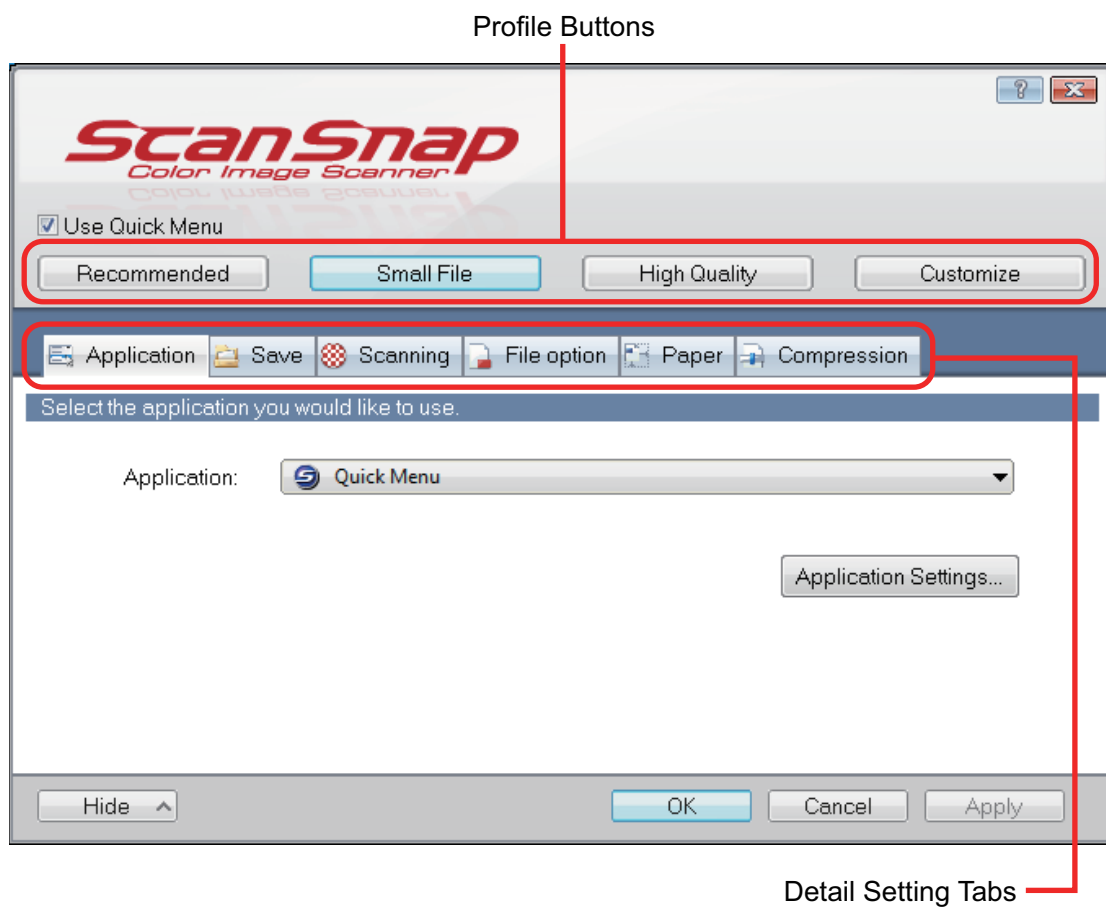 Profile Buttons
?
ScanSnap
Color Image Scanner
Use Quick Menu
Recommended Small File High Quality Customize
Application Save Scanning File option Paper Compression
Select the application you would like to use.
Application: Quick Menu
Application Settings...
Hide OK Cancel Apply
Detail Setting Tabs